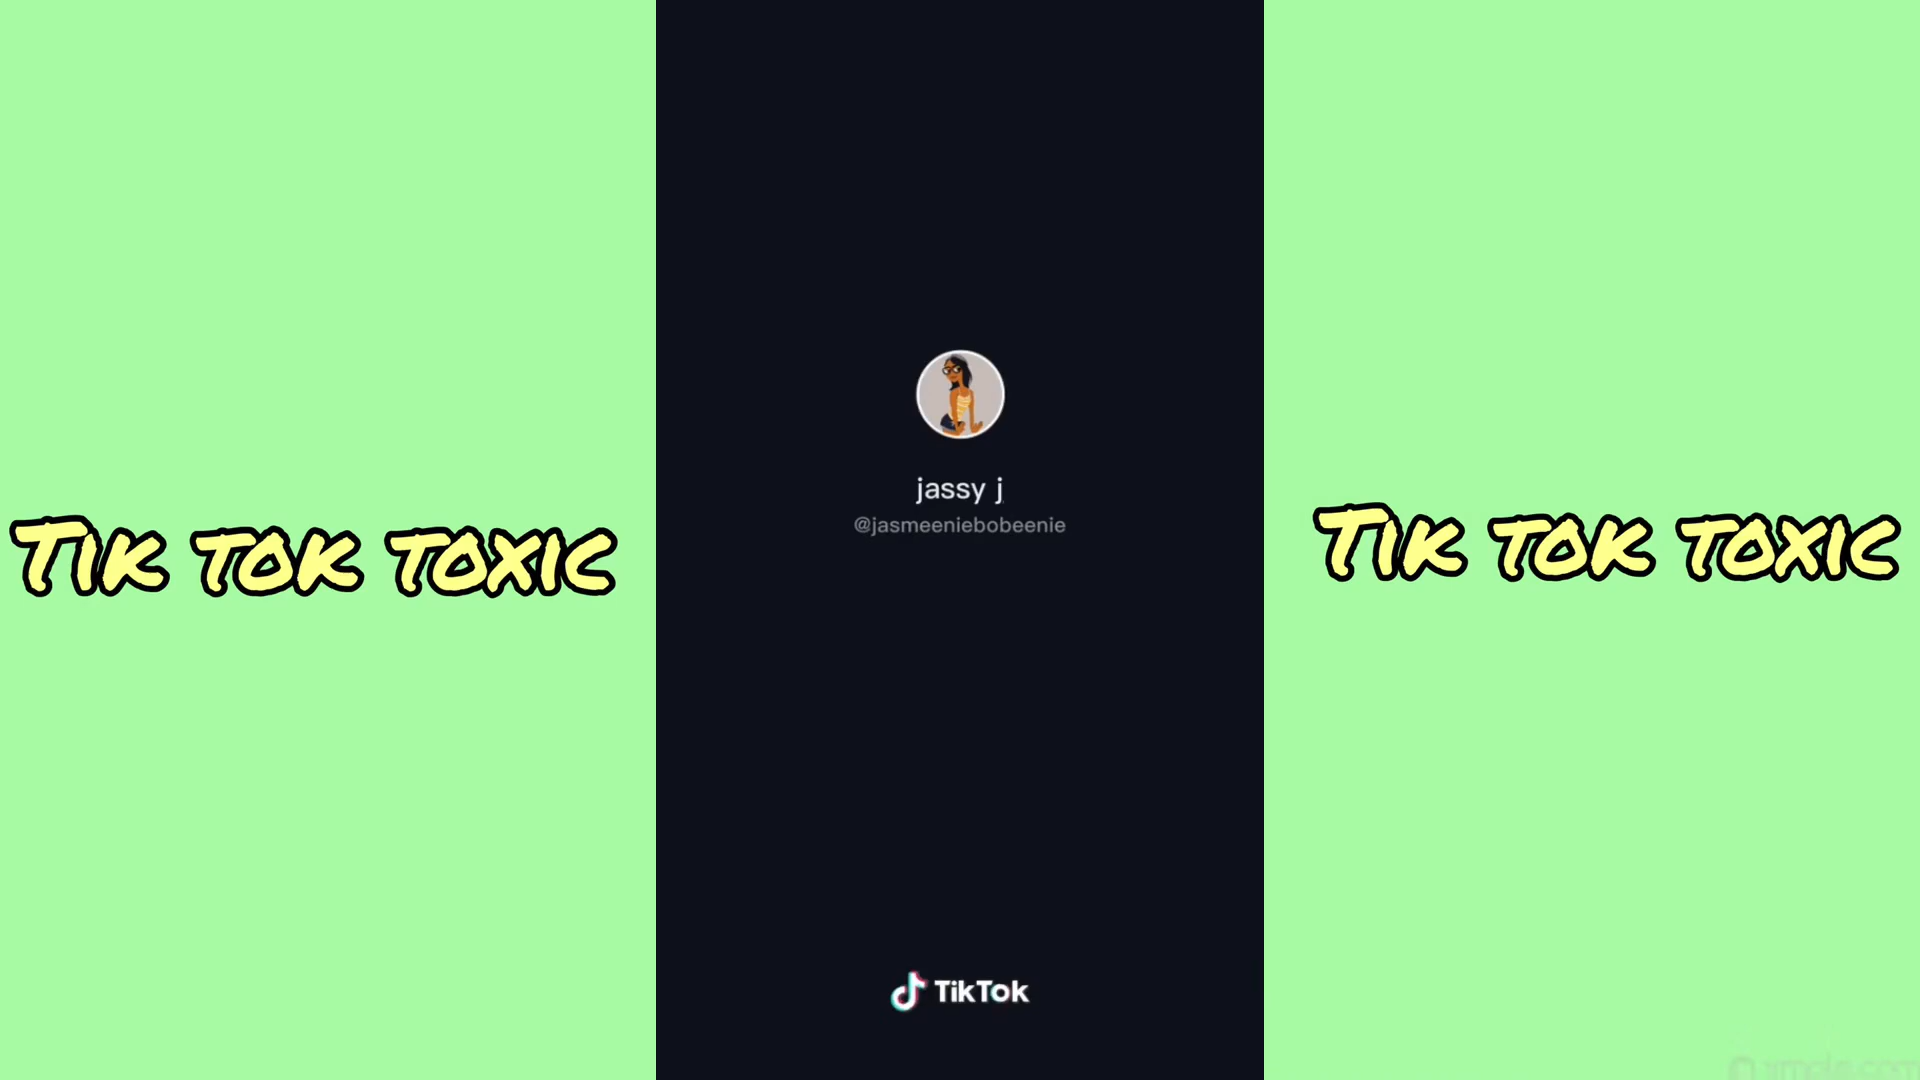 Tik tok toxic
jassy j
@jasmeeniebobeenie
Tik tok toxic
TikTok